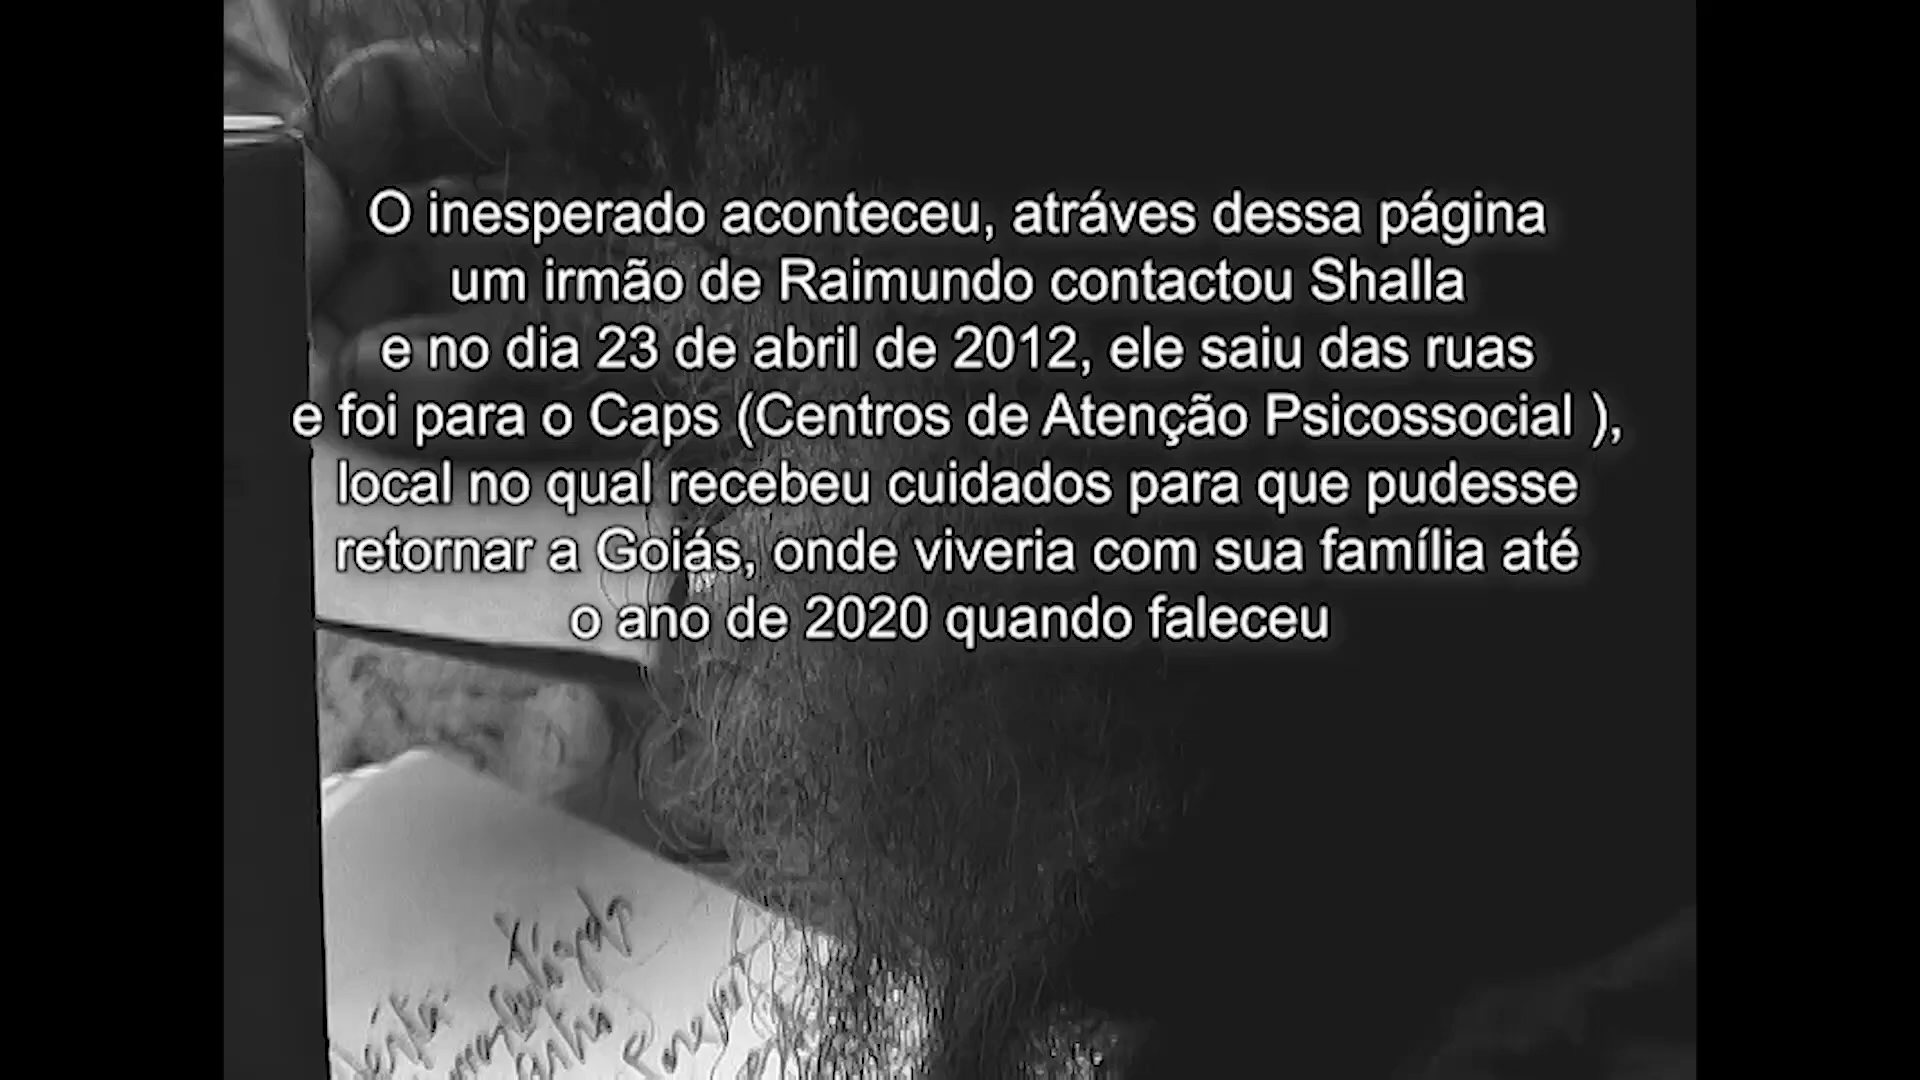 O inesperado aconteceu, atráves dessa página
um irmão de Raimundo contactou Shalla
e no dia 23 de abril de 2012, ele saiu das ruas
e foi para o Caps (Centros de Atenção Psicossocial ),
local no qual recebeu cuidados para que pudesse
retornar a Goiás, onde viveria com sua família até
o ano de 2020 quando faleceu